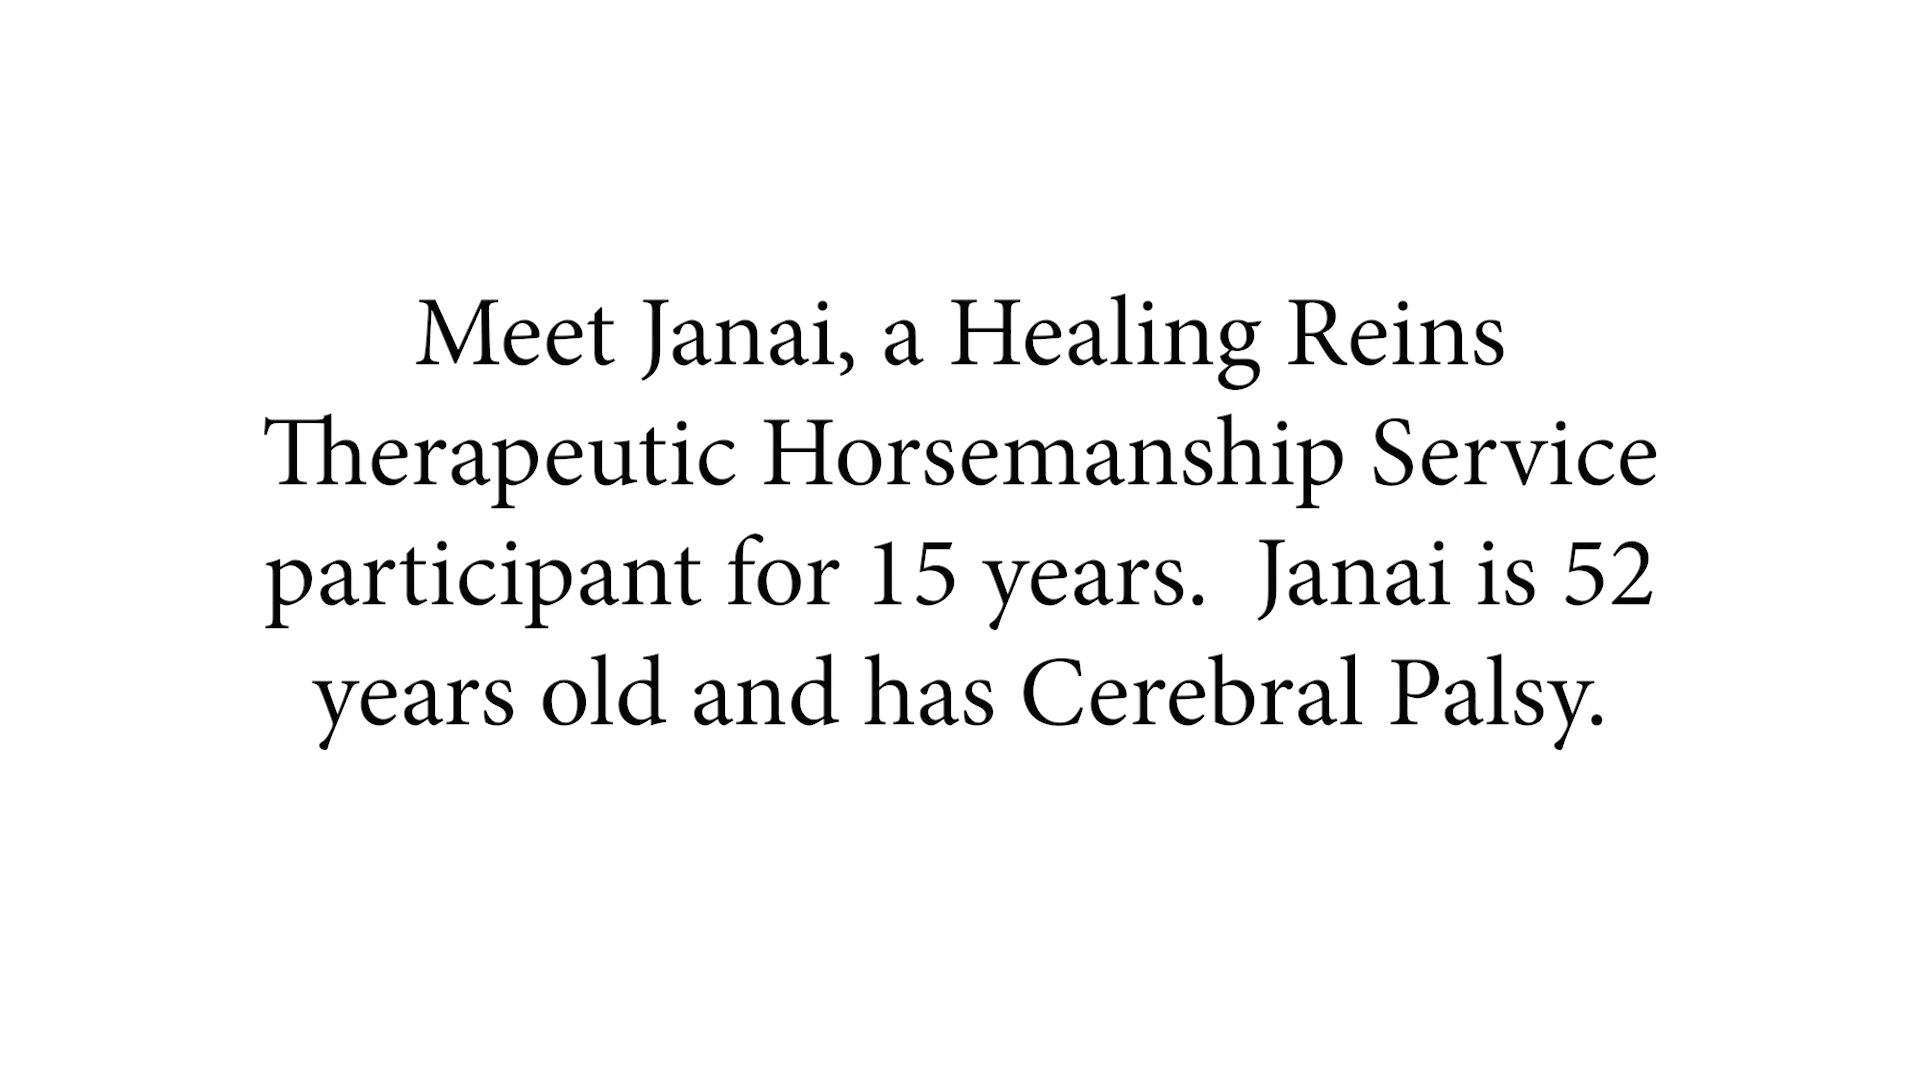 Meet Janai, a Healing Reins
Therapeutic Horsemanship Service
participant for 15 years.  Janai is 52
years old and has Cerebral Palsy.